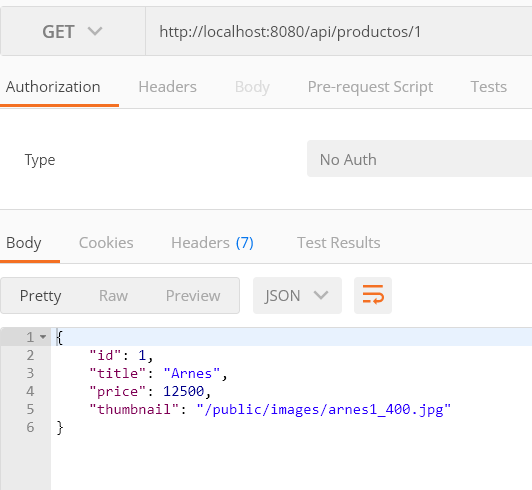 GET http://localhost:8080/api/productos/1
Authorization Headers Body Pre-request Script Tests
Type No Auth
Body Cookies Headers (7) Test Results
Pretty Raw Preview JSON
1 {
2 "id": 1,
3 "title": "Arnes",
4 "price": 12500,
5 "thumbnail": "/public/images/arnes1_400.jpg"
6 }